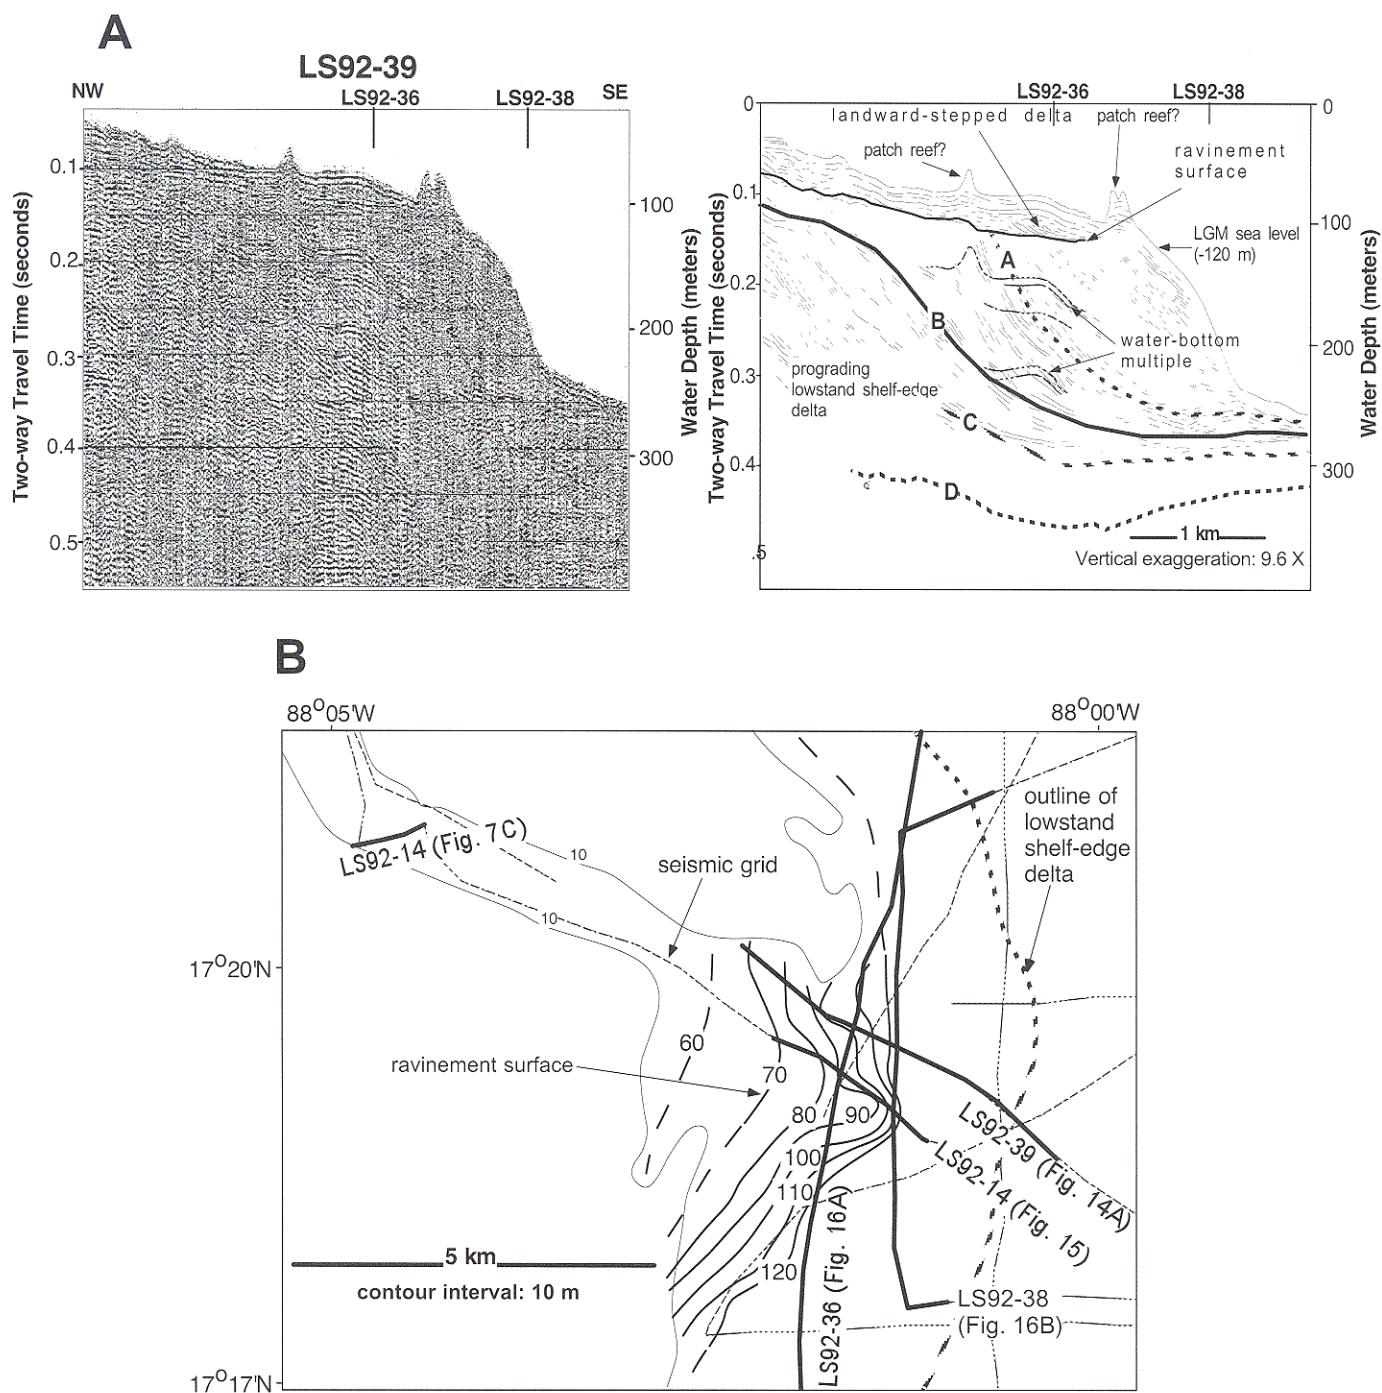 A
LS92-39
NW
LS92-36
LS92-38
SE
0.1
0.2
0.3
0.4
0.5
Two-way Travel Time (seconds)
100
200
300
Water Depth (meters)
LS92-36
LS92-38
0
0
landward-stepped delta
patch reef?
patch reef?
ravinement
surface
0.1
100
LGM sea level
(-120 m)
A
0.2
B
water-bottom
multiple
200
prograding
lowstand shelf-edge
delta
0.3
C
0.4
300
D
1 km
.5
Vertical exaggeration: 9.6 X
Two-way Travel Time (seconds)
Water Depth (meters)
B
88°05'W
88°00'W
outline of
lowstand
shelf-edge
delta
LS92-14 (Fig. 7C)
10
seismic grid
10
17°20'N
60
ravinement surface
70
80
90
100
110
120
LS92-39 (Fig. 14A)
LS92-14 (Fig. 15)
LS92-36 (Fig. 16A)
5 km
contour interval: 10 m
LS92-38
(Fig. 16B)
17°17'N